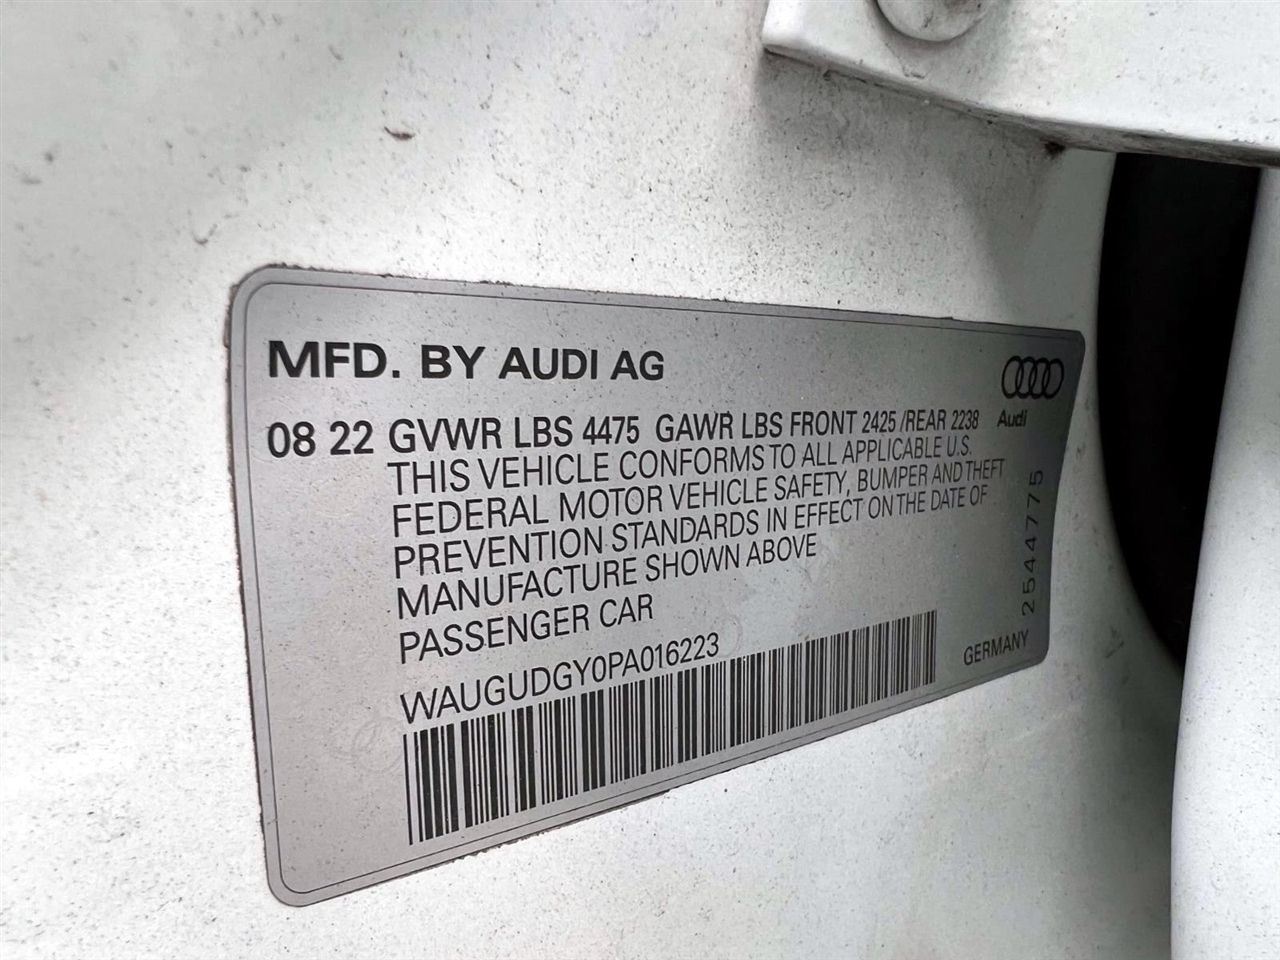 MFD. BY AUDI AG
Audi
08 22 GVWR LBS 4475 GAWR LBS FRONT 2425 /REAR 2238
THIS VEHICLE CONFORMS TO ALL APPLICABLE U.S.
FEDERAL MOTOR VEHICLE SAFETY, BUMPER AND THEFT
PREVENTION STANDARDS IN EFFECT ON THE DATE OF
MANUFACTURE SHOWN ABOVE
PASSENGER CAR
WAUGUDGY0PA016223
GERMANY
2544775